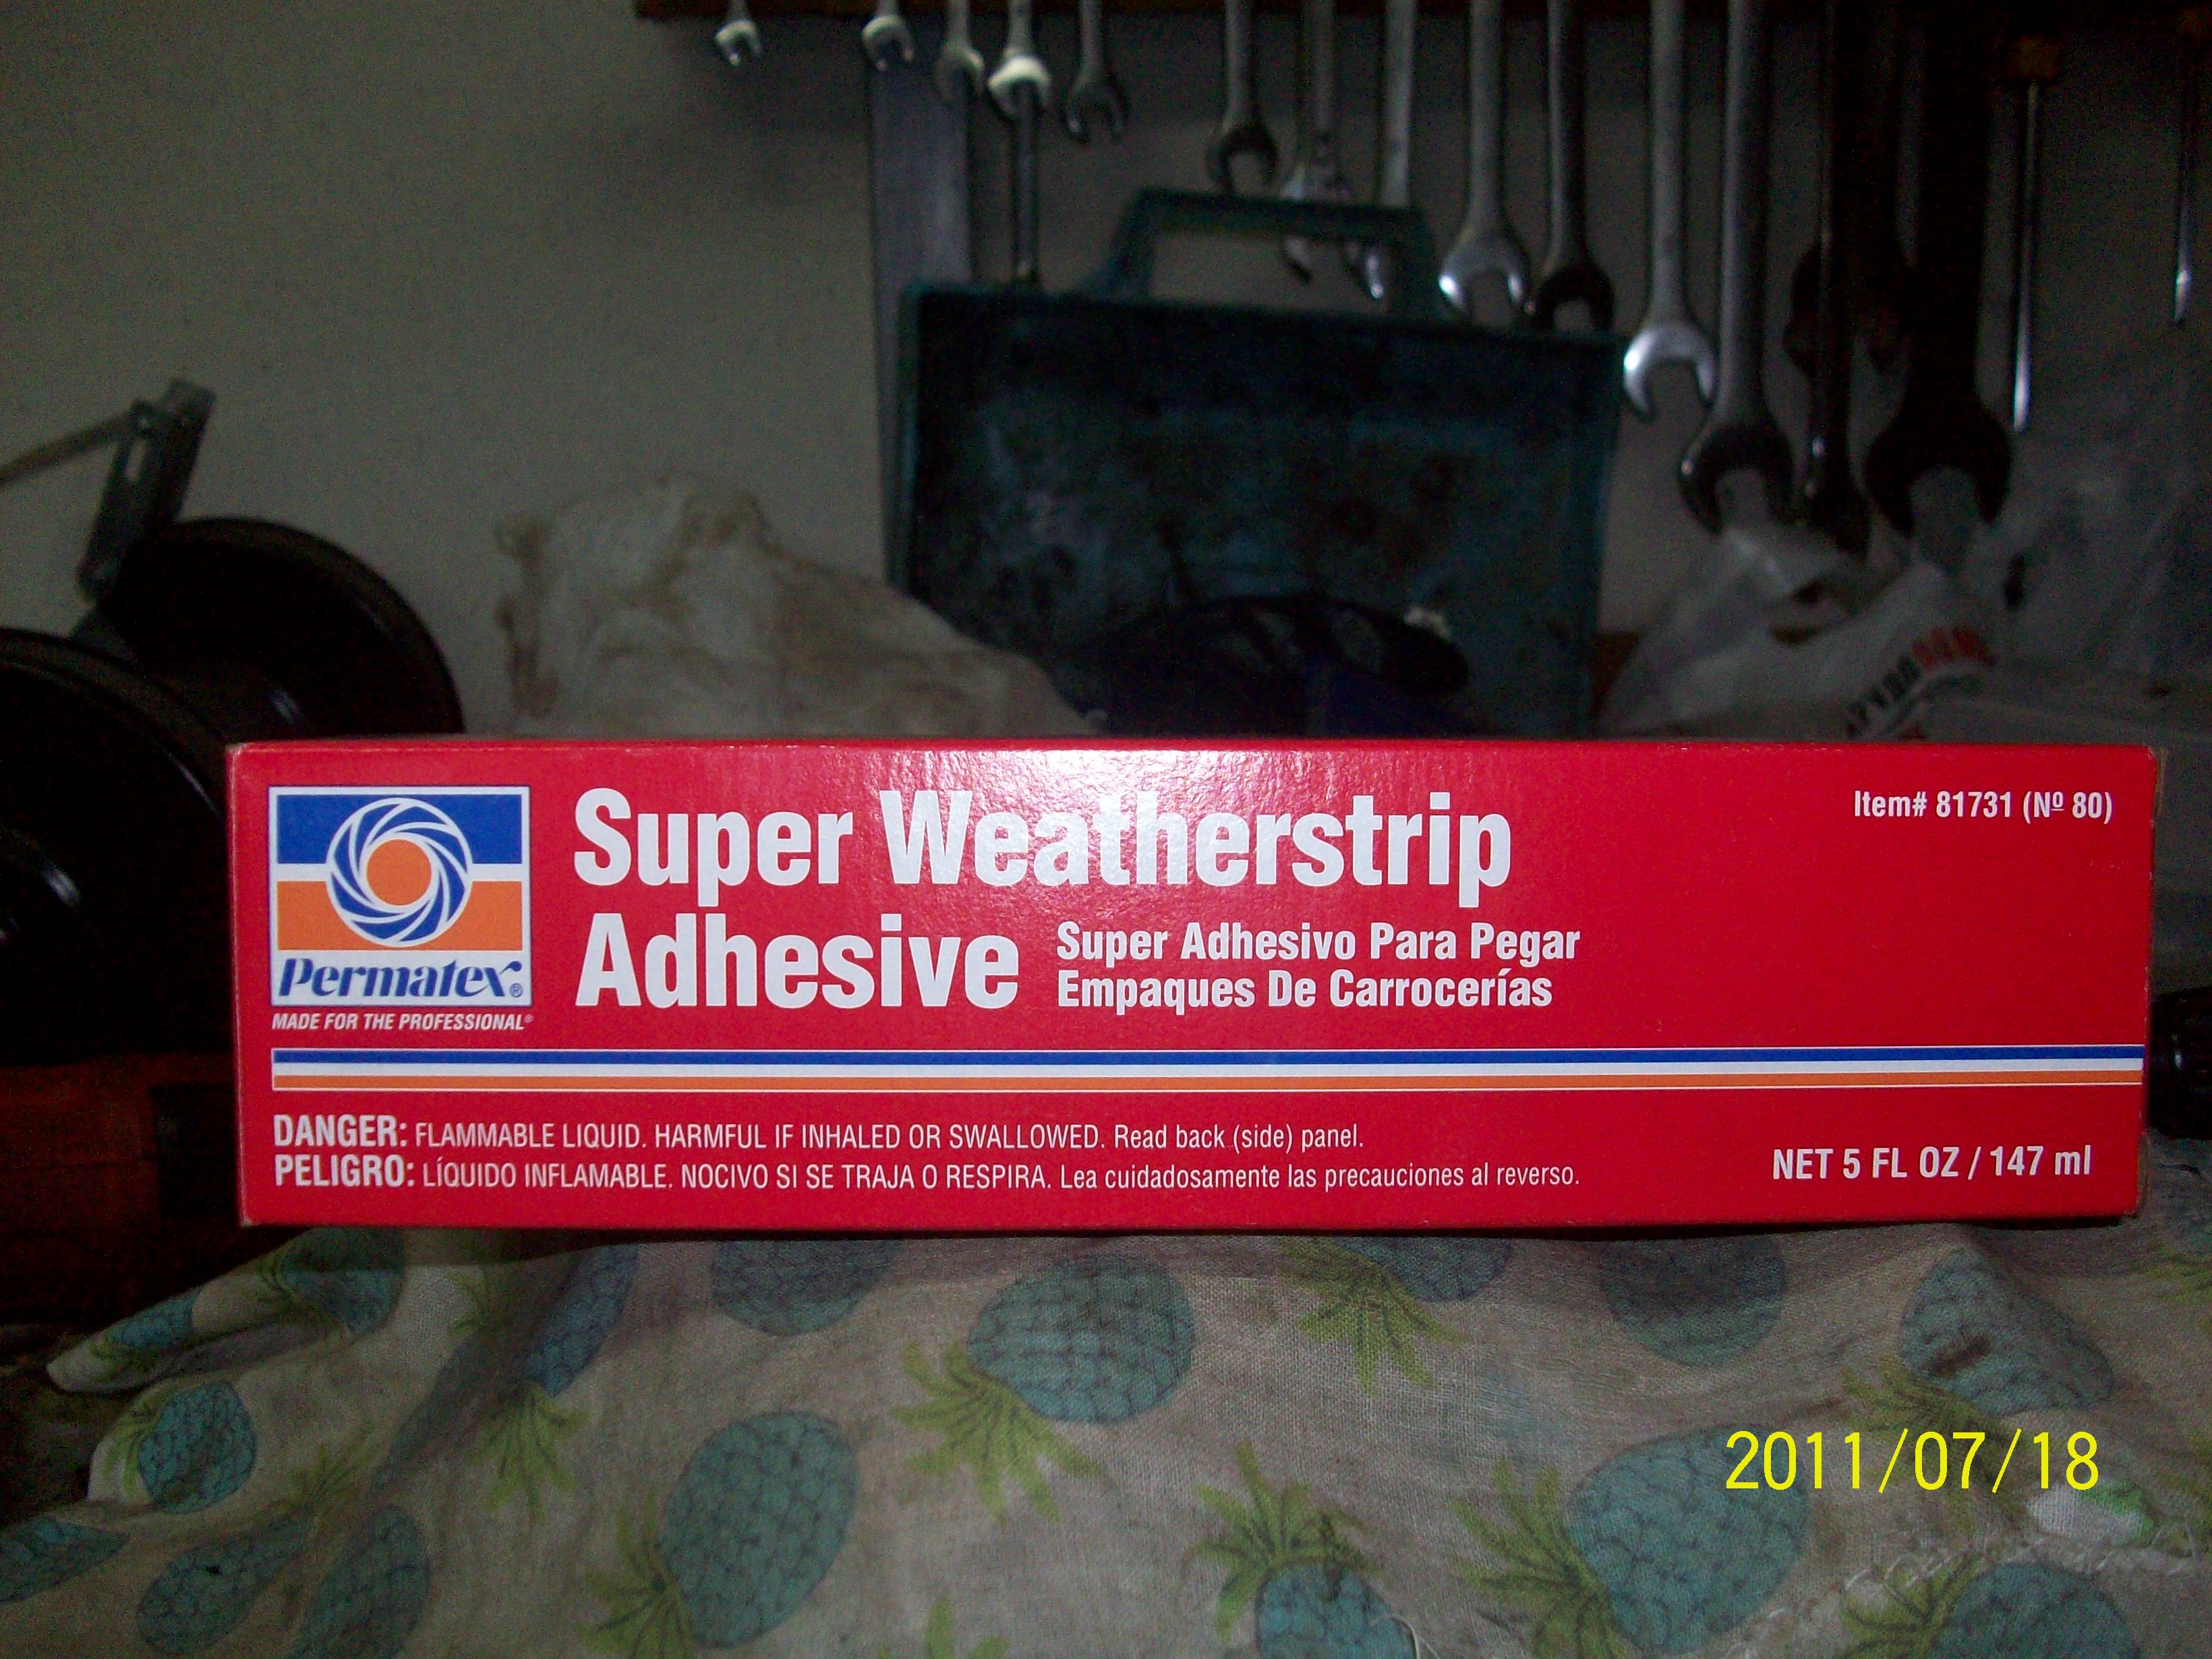 Item# 81731 (Nº 80)
Super Weatherstrip
Adhesive
Super Adhesivo Para Pegar
Empaques De Carrocerías
Permatex®
MADE FOR THE PROFESSIONAL®
DANGER: FLAMMABLE LIQUID. HARMFUL IF INHALED OR SWALLOWED. Read back (side) panel.
PELIGRO: LÍQUIDO INFLAMABLE. NOCIVO SI SE TRAJA O RESPIRA. Lea cuidadosamente las precauciones al reverso.
NET 5 FL OZ / 147 ml
2011/07/18